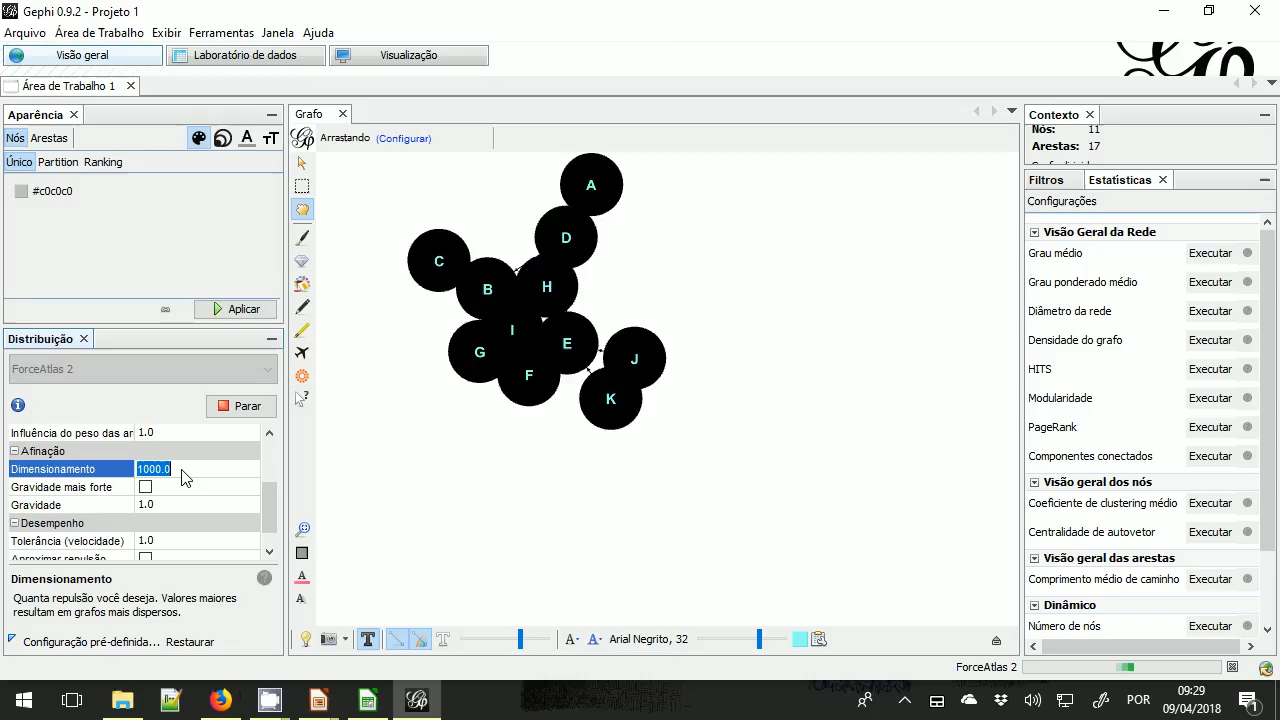 Gephi 0.9.2 - Projeto 1
Arquivo Área de Trabalho Exibir Ferramentas Janela Ajuda
Visão geral Laboratório de dados Visualização
Área de Trabalho 1
Aparência
Nós Arestas
Único Partition Ranking
#c0c0c0
Aplicar
Distribuição
ForceAtlas 2
Parar
Influência do peso das ar 1.0
Afinação
Dimensionamento 1000.0
Gravidade mais forte
Gravidade 1.0
Desempenho
Tolerância (velocidade) 1.0
Aproximar repulsão
Dimensionamento
Quanto repulsão você deseja. Valores maiores
resultam em grafos mais dispersos.
Configuração pré-definida... Restaurar
Grafo
Arrastando (Configurar)
A
D
C
B
H
I
G
E
J
F
K
Arial Negrito, 32
Contexto
Nós: 11
Arestas: 17
Filtros Estatísticas
Configurações
Visão Geral da Rede
Grau médio Executar
Grau ponderado médio Executar
Diâmetro da rede Executar
Densidade do grafo Executar
HITS Executar
Modularidade Executar
PageRank Executar
Componentes conectados Executar
Visão geral dos nós
Coeficiente de clustering médio Executar
Centralidade de autovetor Executar
Visão geral das arestas
Comprimento médio de caminho Executar
Dinâmico
Número de nós Executar
ForceAtlas 2
POR
09:29
09/04/2018
1